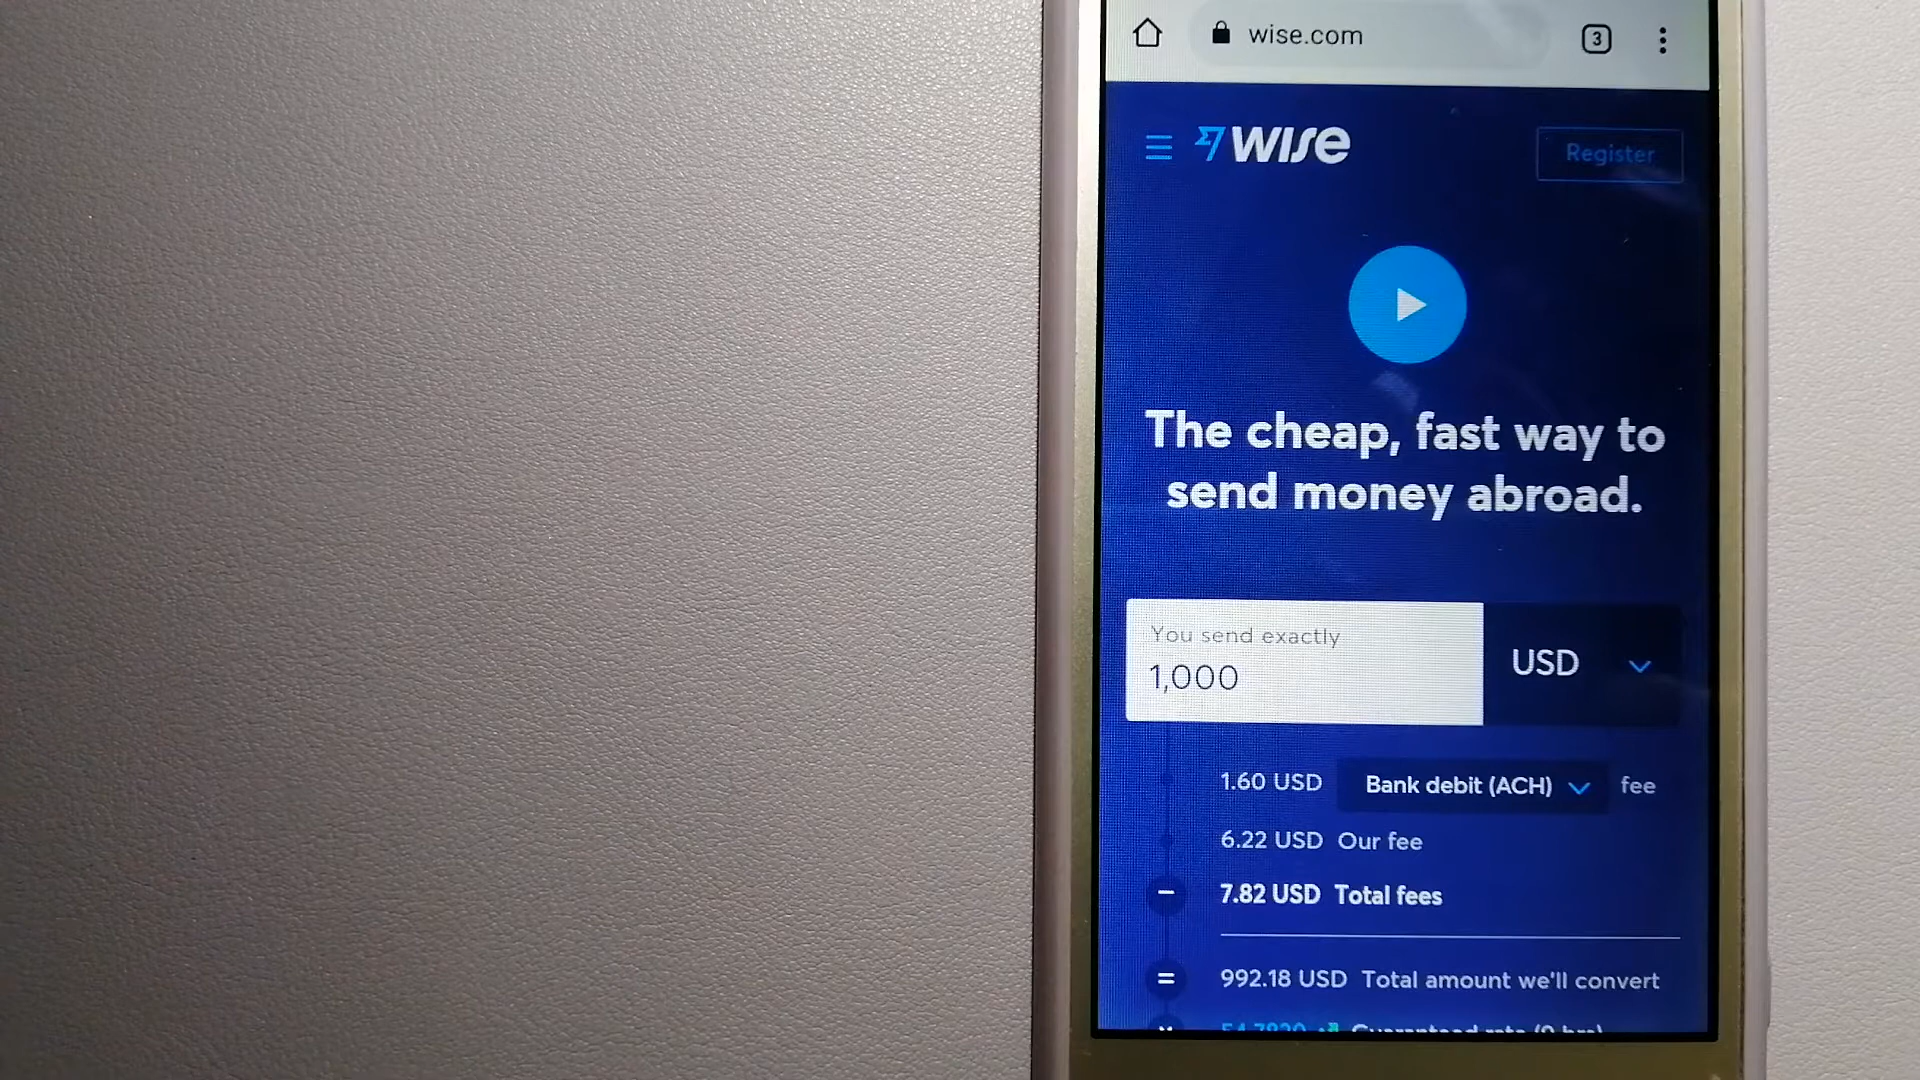 wise.com
3
wise
Register
The cheap, fast way to
send money abroad.
You send exactly
1,000
USD
1.60 USD Bank debit (ACH) fee
6.22 USD Our fee
7.82 USD Total fees
992.18 USD Total amount we'll convert
Guaranteed rate